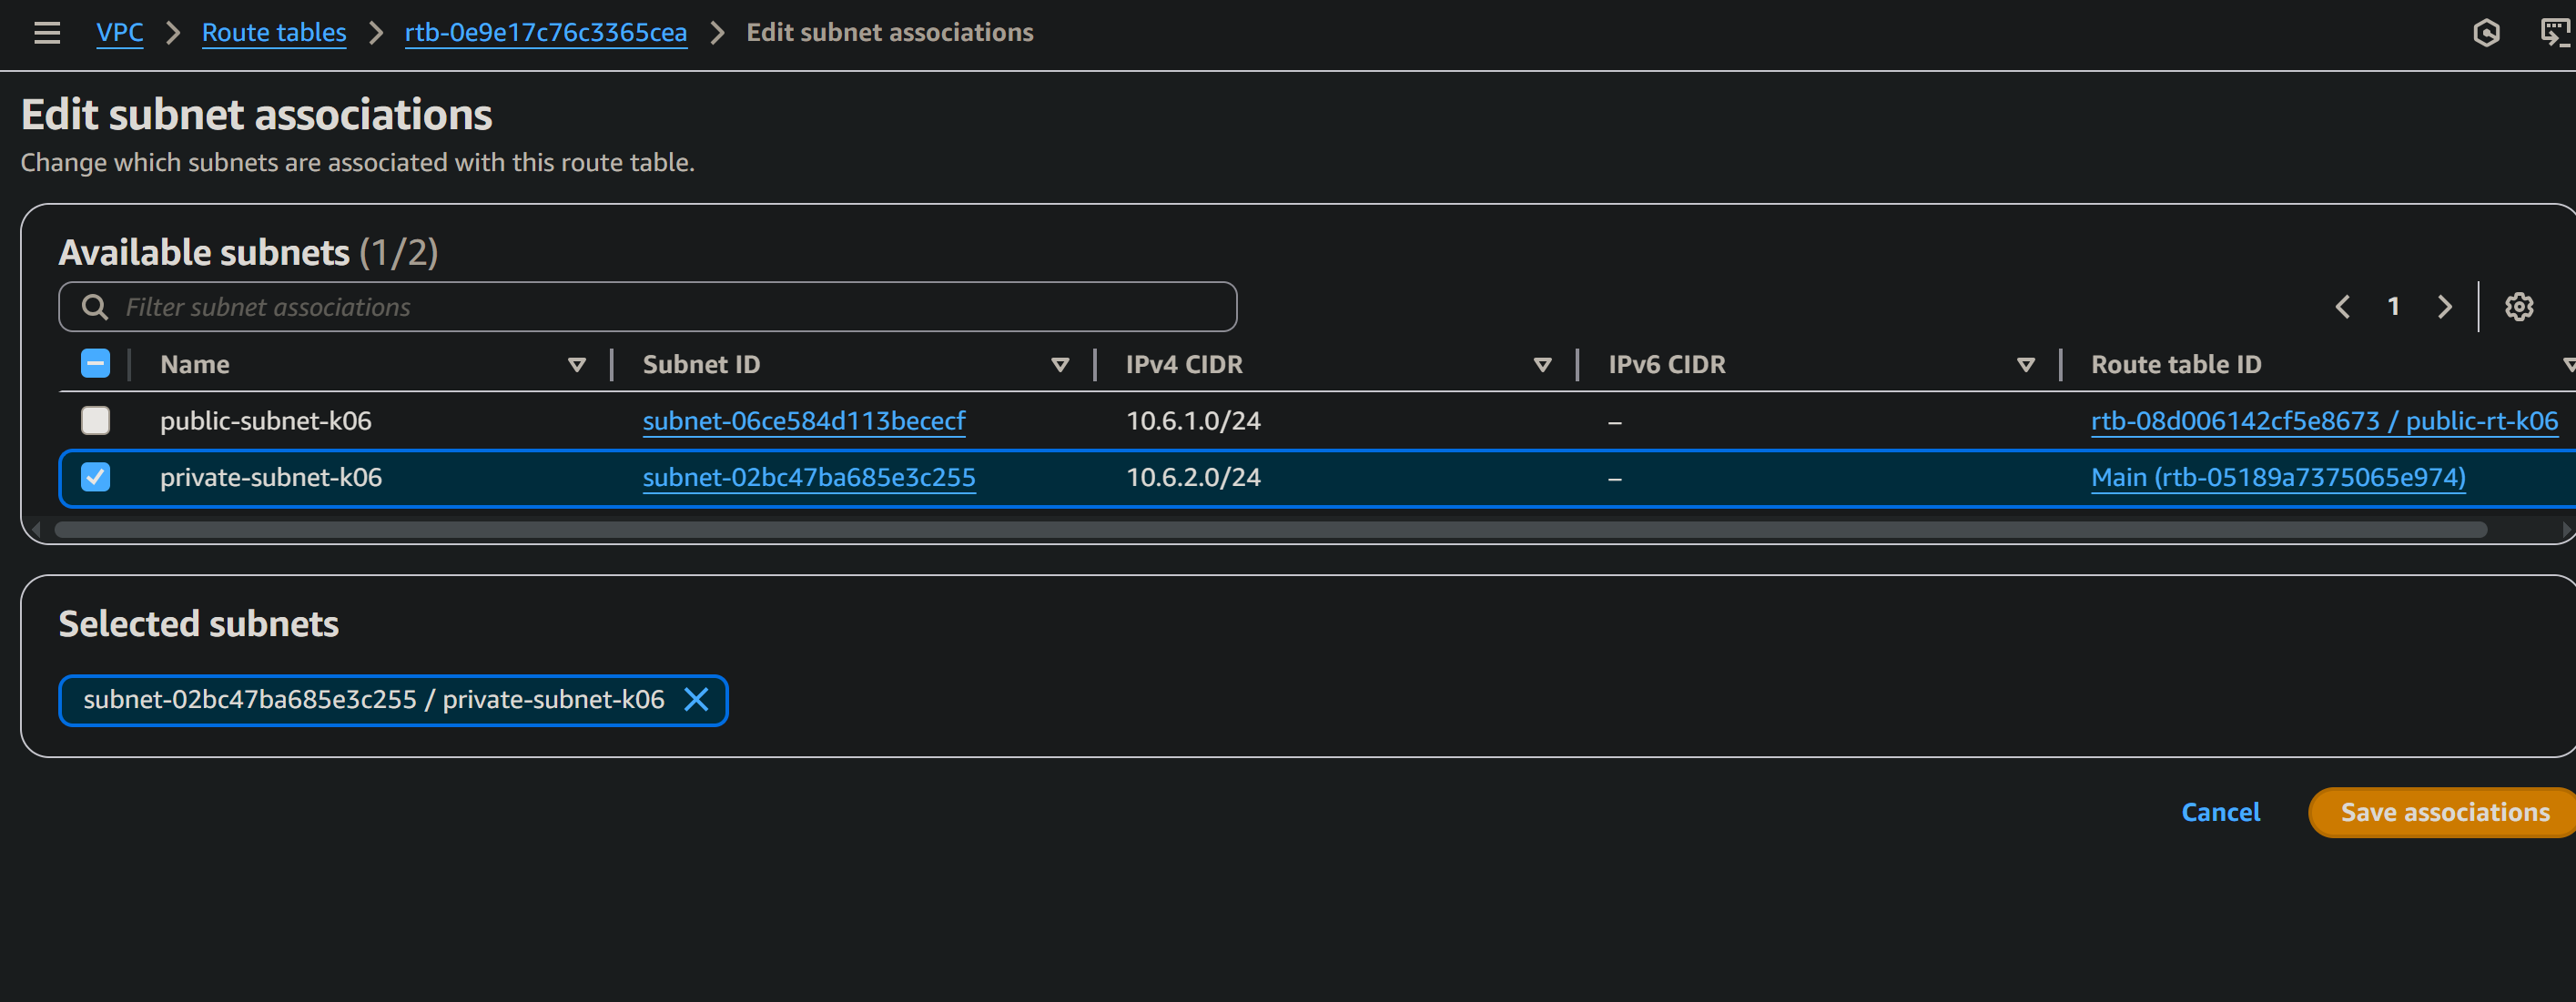 VPC > Route tables > rtb-0e9e17c76c3365cea > Edit subnet associations
Edit subnet associations
Change which subnets are associated with this route table.
Available subnets (1/2)
Filter subnet associations
1
Name Subnet ID IPv4 CIDR IPv6 CIDR Route table ID
public-subnet-k06 subnet-06ce584d113bececf 10.6.1.0/24 – rtb-08d006142cf5e8673 / public-rt-k06
private-subnet-k06 subnet-02bc47ba685e3c255 10.6.2.0/24 – Main (rtb-05189a7375065e974)
Selected subnets
subnet-02bc47ba685e3c255 / private-subnet-k06
Cancel Save associations